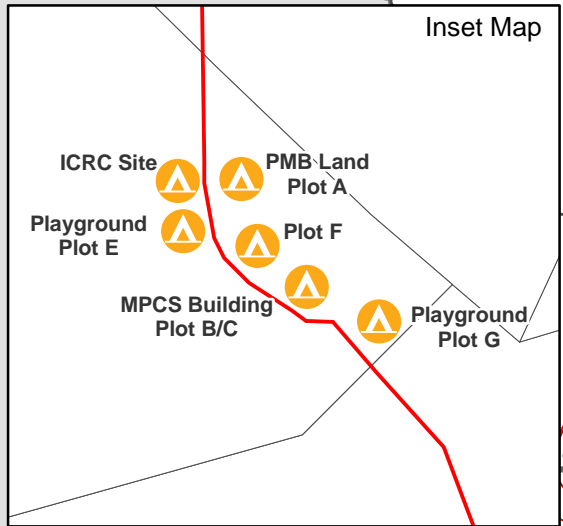 Inset Map
ICRC Site
PMB Land
Plot A
Playground
Plot E
Plot F
MPCS Building
Plot B/C
Playground
Plot G